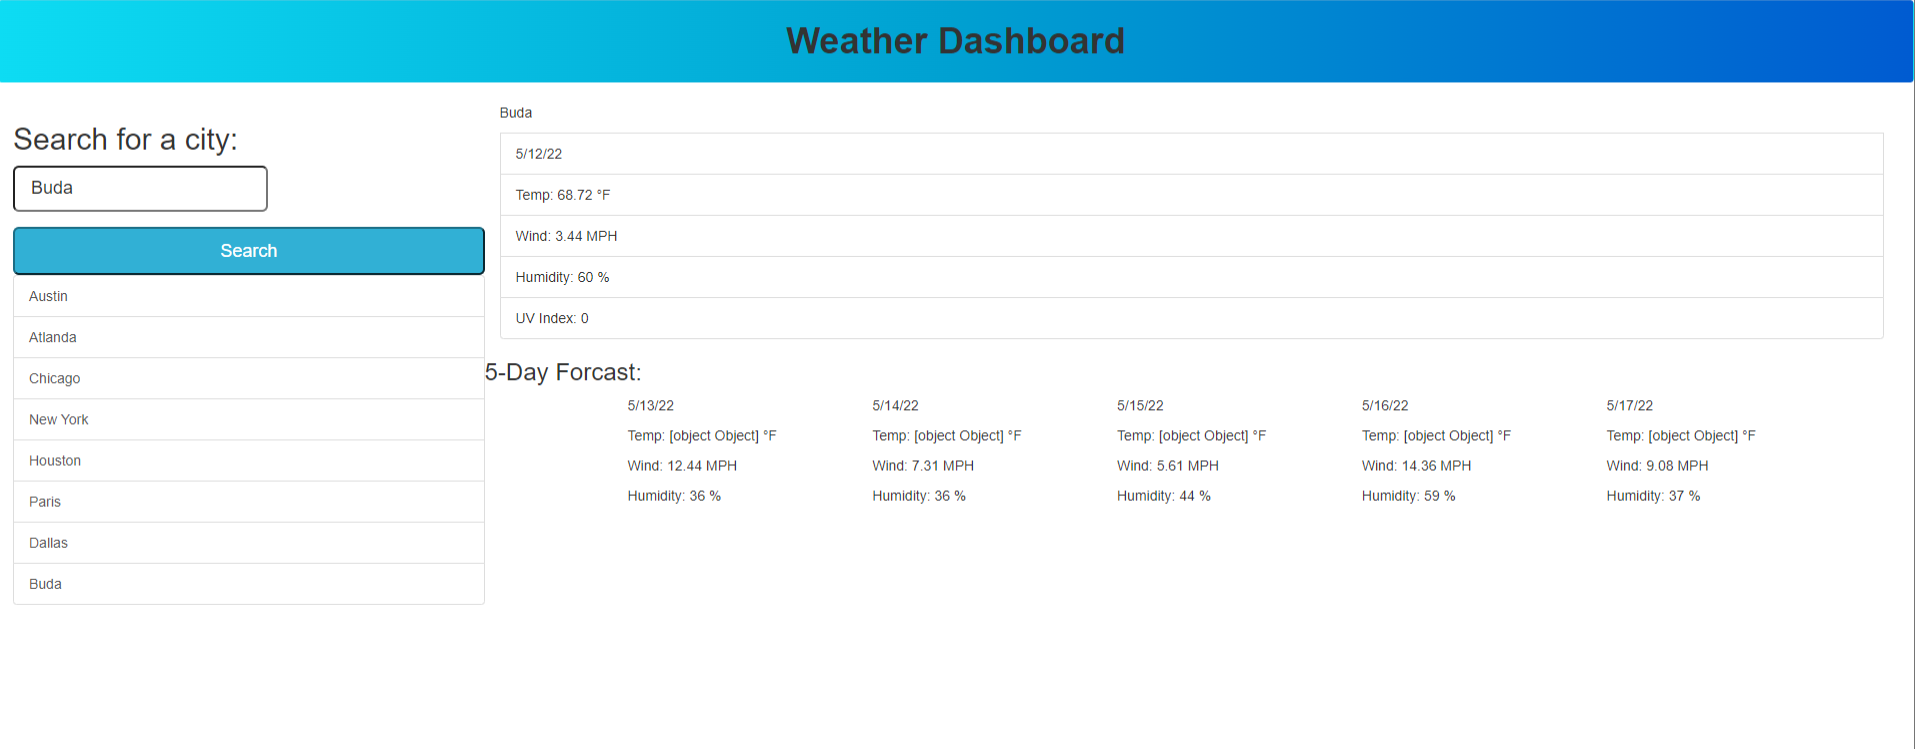 Weather Dashboard
Search for a city:
Buda
Search
Austin
Atlanda
Chicago
New York
Houston
Paris
Dallas
Buda
Buda
5/12/22
Temp: 68.72 °F
Wind: 3.44 MPH
Humidity: 60 %
UV Index: 0
5-Day Forcast:
5/13/22
Temp: [object Object] °F
Wind: 12.44 MPH
Humidity: 36 %
5/14/22
Temp: [object Object] °F
Wind: 7.31 MPH
Humidity: 36 %
5/15/22
Temp: [object Object] °F
Wind: 5.61 MPH
Humidity: 44 %
5/16/22
Temp: [object Object] °F
Wind: 14.36 MPH
Humidity: 59 %
5/17/22
Temp: [object Object] °F
Wind: 9.08 MPH
Humidity: 37 %